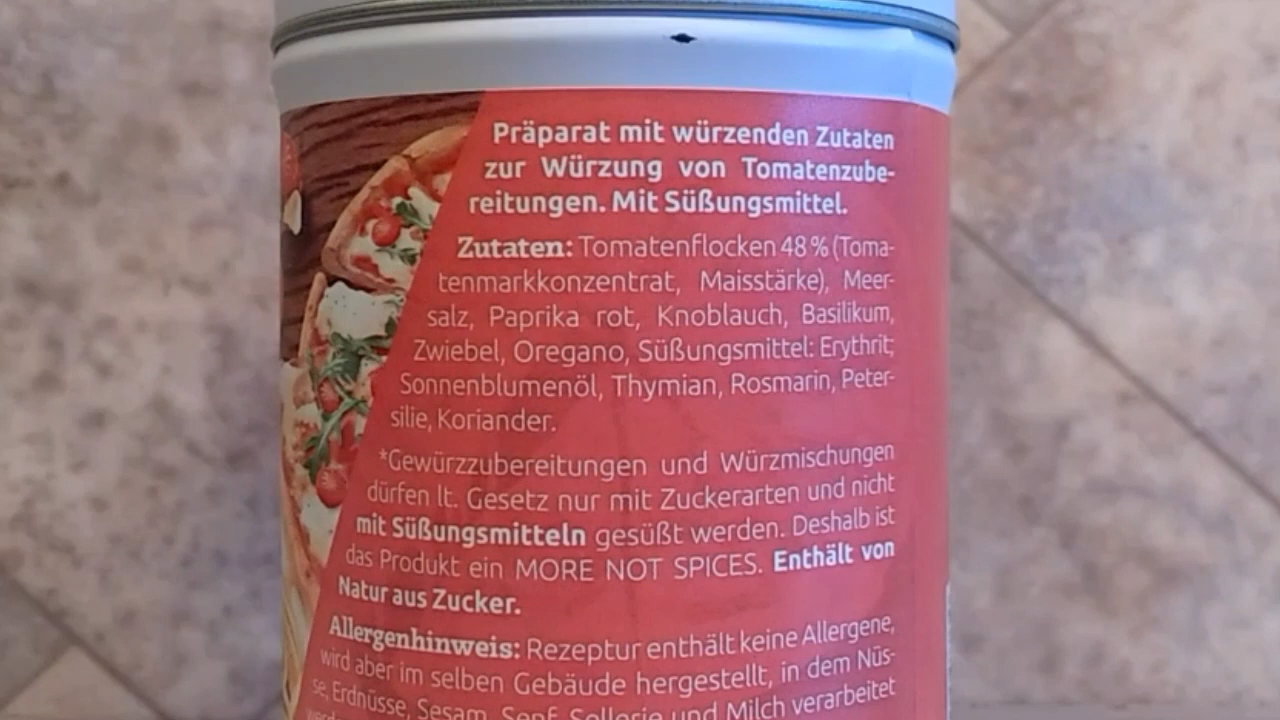 Präparat mit würzenden Zutaten
zur Würzung von Tomatenzube-
reitungen. Mit Süßungsmittel.
Zutaten: Tomatenflocken 48 % (Toma-
tenmarkkonzentrat, Maisstärke), Meer-
salz, Paprika rot, Knoblauch, Basilikum,
Zwiebel, Oregano, Süßungsmittel: Erythrit;
Sonnenblumenöl, Thymian, Rosmarin, Peter-
silie, Koriander.
*Gewürzzubereitungen und Würzmischungen
dürfen lt. Gesetz nur mit Zuckerarten und nicht
mit Süßungsmitteln gesüßt werden. Deshalb ist
das Produkt ein MORE NOT SPICES. Enthält von
Natur aus Zucker.
Allergenhinweis: Rezeptur enthält keine Allergene,
wird aber im selben Gebäude hergestellt, in dem Nüs-
se, Erdnüsse, Sesam, Senf, Sellerie und Milch verarbeitet